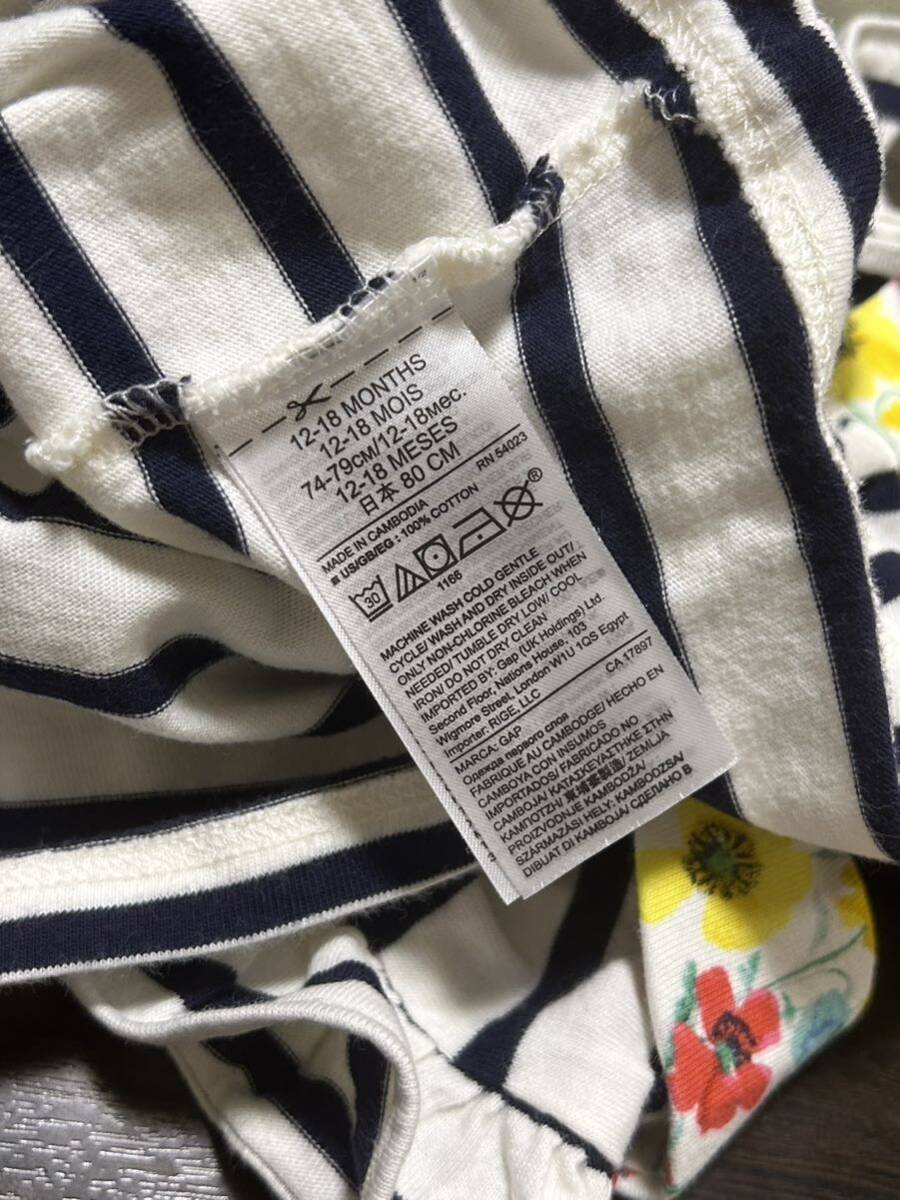 12-18 MONTHS
12-18 MOIS
74-79см/12-18мес.
12-18 MESES
日本 80 CM
RN 54023
MADE IN CAMBODIA
■ US/GB/EG : 100% COTTON
30
®
1166
MACHINE WASH COLD GENTLE
CYCLE/ WASH AND DRY INSIDE OUT/
ONLY NON-CHLORINE BLEACH WHEN
NEEDED/ TUMBLE DRY LOW/ COOL
IRON/ DO NOT DRY CLEAN
IMPORTED BY: Gap (UK Holdings) Ltd.
Second Floor, Nations House, 103
Wigmore Street, London W1U 1QS Egypt
Importer: RIGE, LLC
CA 17897
MARCA: GAP
Одежда первого слоя
FABRIQUE AU CAMBODGE/ HECHO EN
CAMBOYA CON INSUMOS
IMPORTADOS/ FABRICADO NO
CAMBOJA/ ΚΑΤΑΣΚΕΥΑΣΤΗΚΕ ΣΤΗΝ
ΚΑΜΠΟΤΖΗ/ 柬埔寨製造/ ZEMLJA
PROIZVODNJE KAMBODŽA/
SZÁRMAZÁSI HELY: KAMBODZSA/
DIBUAT DI KAMBOJA/ СДЕЛАНО В
3